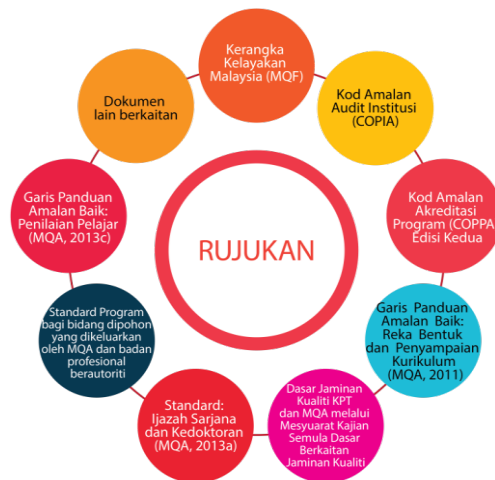 Kerangka
Kelayakan
Malaysia (MQF)
Kod Amalan
Audit Institusi
(COPIA)
Kod Amalan
Akreditasi
Program (COPPA)
Edisi Kedua
Garis Panduan
Amalan Baik:
Reka Bentuk
dan Penyampaian
Kurikulum
(MQA, 2011)
Dasar Jaminan
Kualiti KPT
dan MQA melalui
Mesyuarat Kajian
Semula Dasar
Berkaitan
Jaminan Kualiti
Standard:
Ijazah Sarjana
dan Kedoktoran
(MQA, 2013a)
Standard Program
bagi bidang dipohon
yang dikeluarkan
oleh MQA dan badan
profesional
berautoriti
Garis Panduan
Amalan Baik:
Penilaian Pelajar
(MQA, 2013c)
Dokumen
lain berkaitan
RUJUKAN